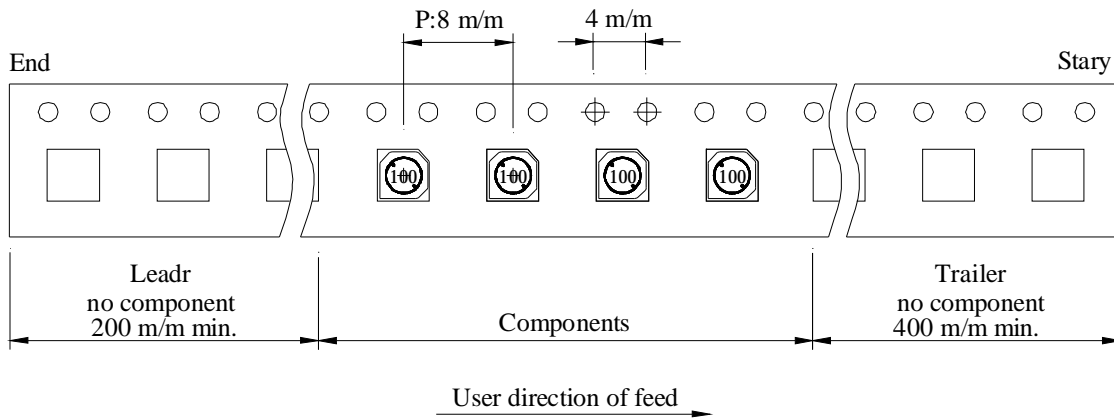 P:8 m/m
4 m/m
End
Stary
100
100
100
100
Leadr
no component
200 m/m min.
Components
Trailer
no component
400 m/m min.
User direction of feed